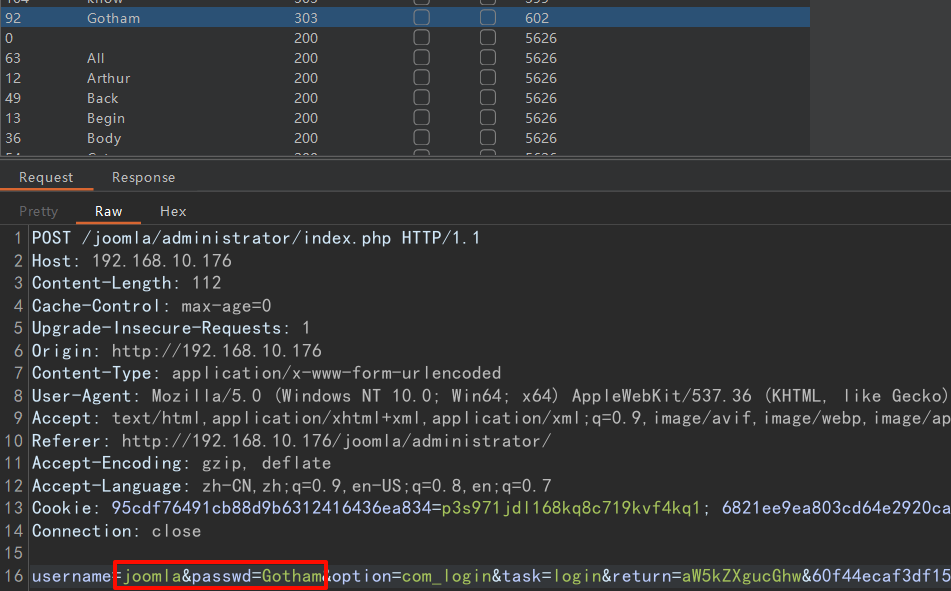 92 Gotham 303 602
0 200 5626
63 All 200 5626
12 Arthur 200 5626
49 Back 200 5626
13 Begin 200 5626
36 Body 200 5626
Request Response
Pretty Raw Hex
1 POST /joomla/administrator/index.php HTTP/1.1
2 Host: 192.168.10.176
3 Content-Length: 112
4 Cache-Control: max-age=0
5 Upgrade-Insecure-Requests: 1
6 Origin: http://192.168.10.176
7 Content-Type: application/x-www-form-urlencoded
8 User-Agent: Mozilla/5.0 (Windows NT 10.0; Win64; x64) AppleWebKit/537.36 (KHTML, like Gecko)
9 Accept: text/html,application/xhtml+xml,application/xml;q=0.9,image/avif,image/webp,image/ap
10 Referer: http://192.168.10.176/joomla/administrator/
11 Accept-Encoding: gzip, deflate
12 Accept-Language: zh-CN,zh;q=0.9,en-US;q=0.8,en;q=0.7
13 Cookie: 95cdf76491cb88d9b6312416436ea834=p3s971jdl168kq8c719kvf4kq1; 6821ee9ea803cd64e2920ca
14 Connection: close
15
16 username=joomla&passwd=Gotham&option=com_login&task=login&return=aW5kZXgucGhw&60f44ecaf3df15